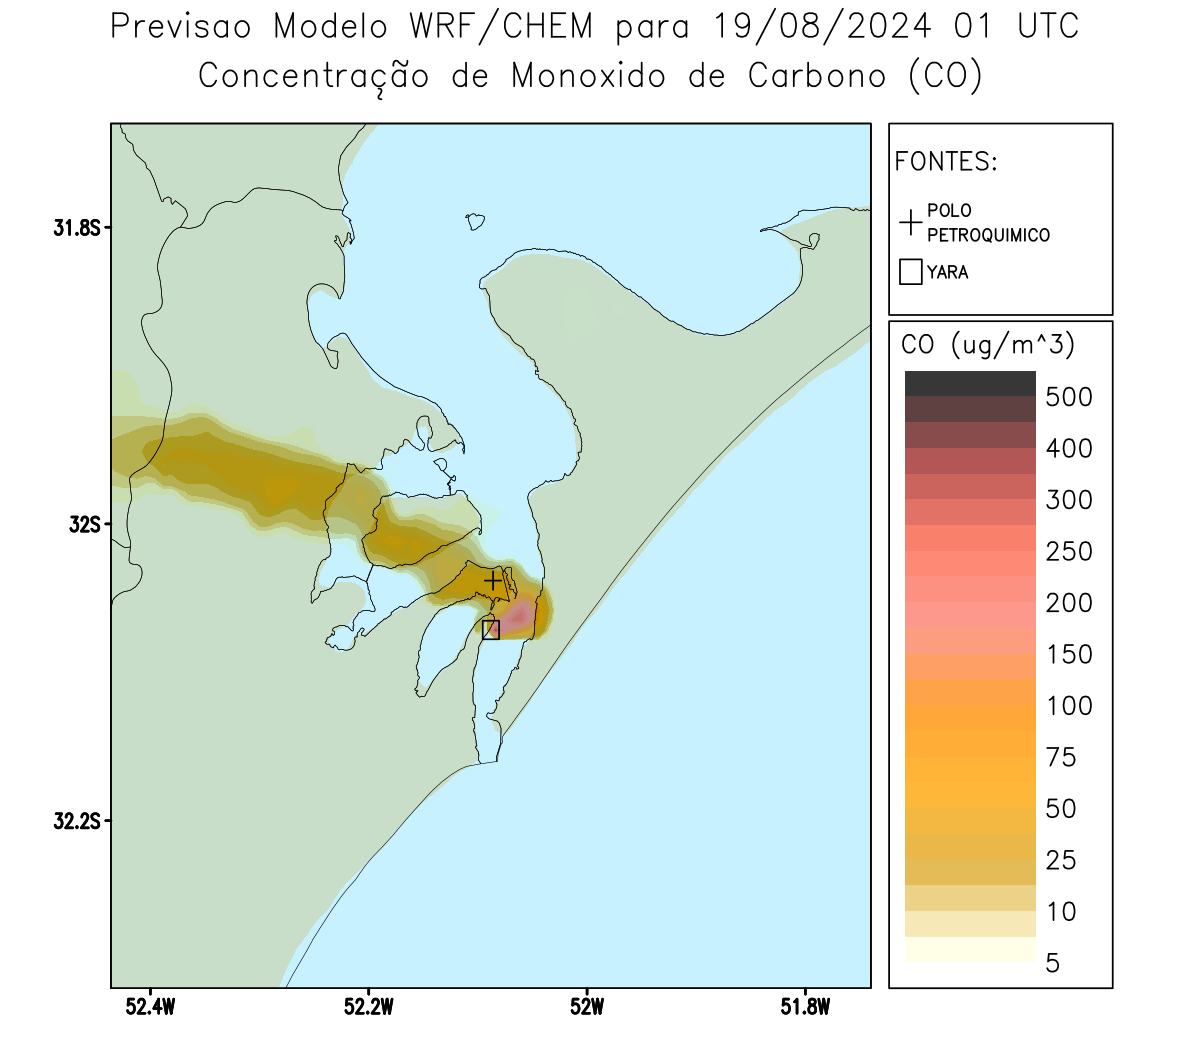 Previsao Modelo WRF/CHEM para 19/08/2024 01 UTC
Concentração de Monoxido de Carbono (CO)
FONTES:
POLO
PETROQUIMICO
YARA
CO (ug/m^3)
500
400
300
250
200
150
100
75
50
25
10
5
31.8S
32S
32.2S
52.4W
52.2W
52W
51.8W